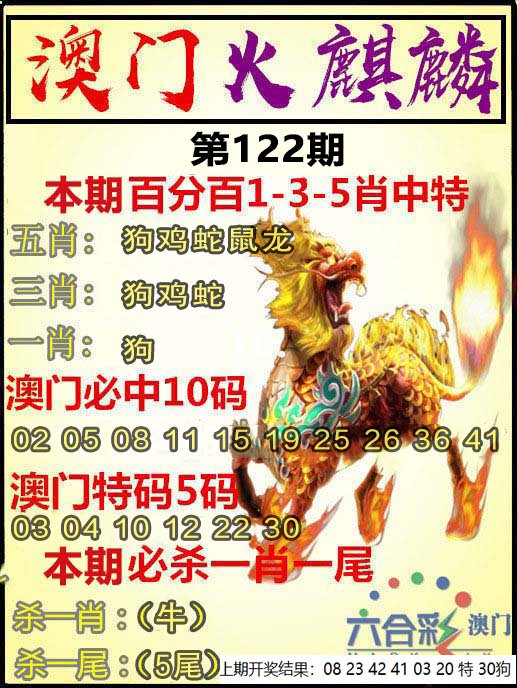 澳门火麒麟
第122期
本期百分百1-3-5肖中特
五肖：狗鸡蛇鼠龙
三肖：狗鸡蛇
一肖：狗
澳门必中10码
02 05 08 11 15 19 25 26 36 41
澳门特码5码
03 04 10 12 22 30
本期必杀一肖一尾
杀一肖：（牛）
六合彩 澳门
杀一尾：（5尾）
上期开奖结果：08 23 42 41 03 20 特 30狗